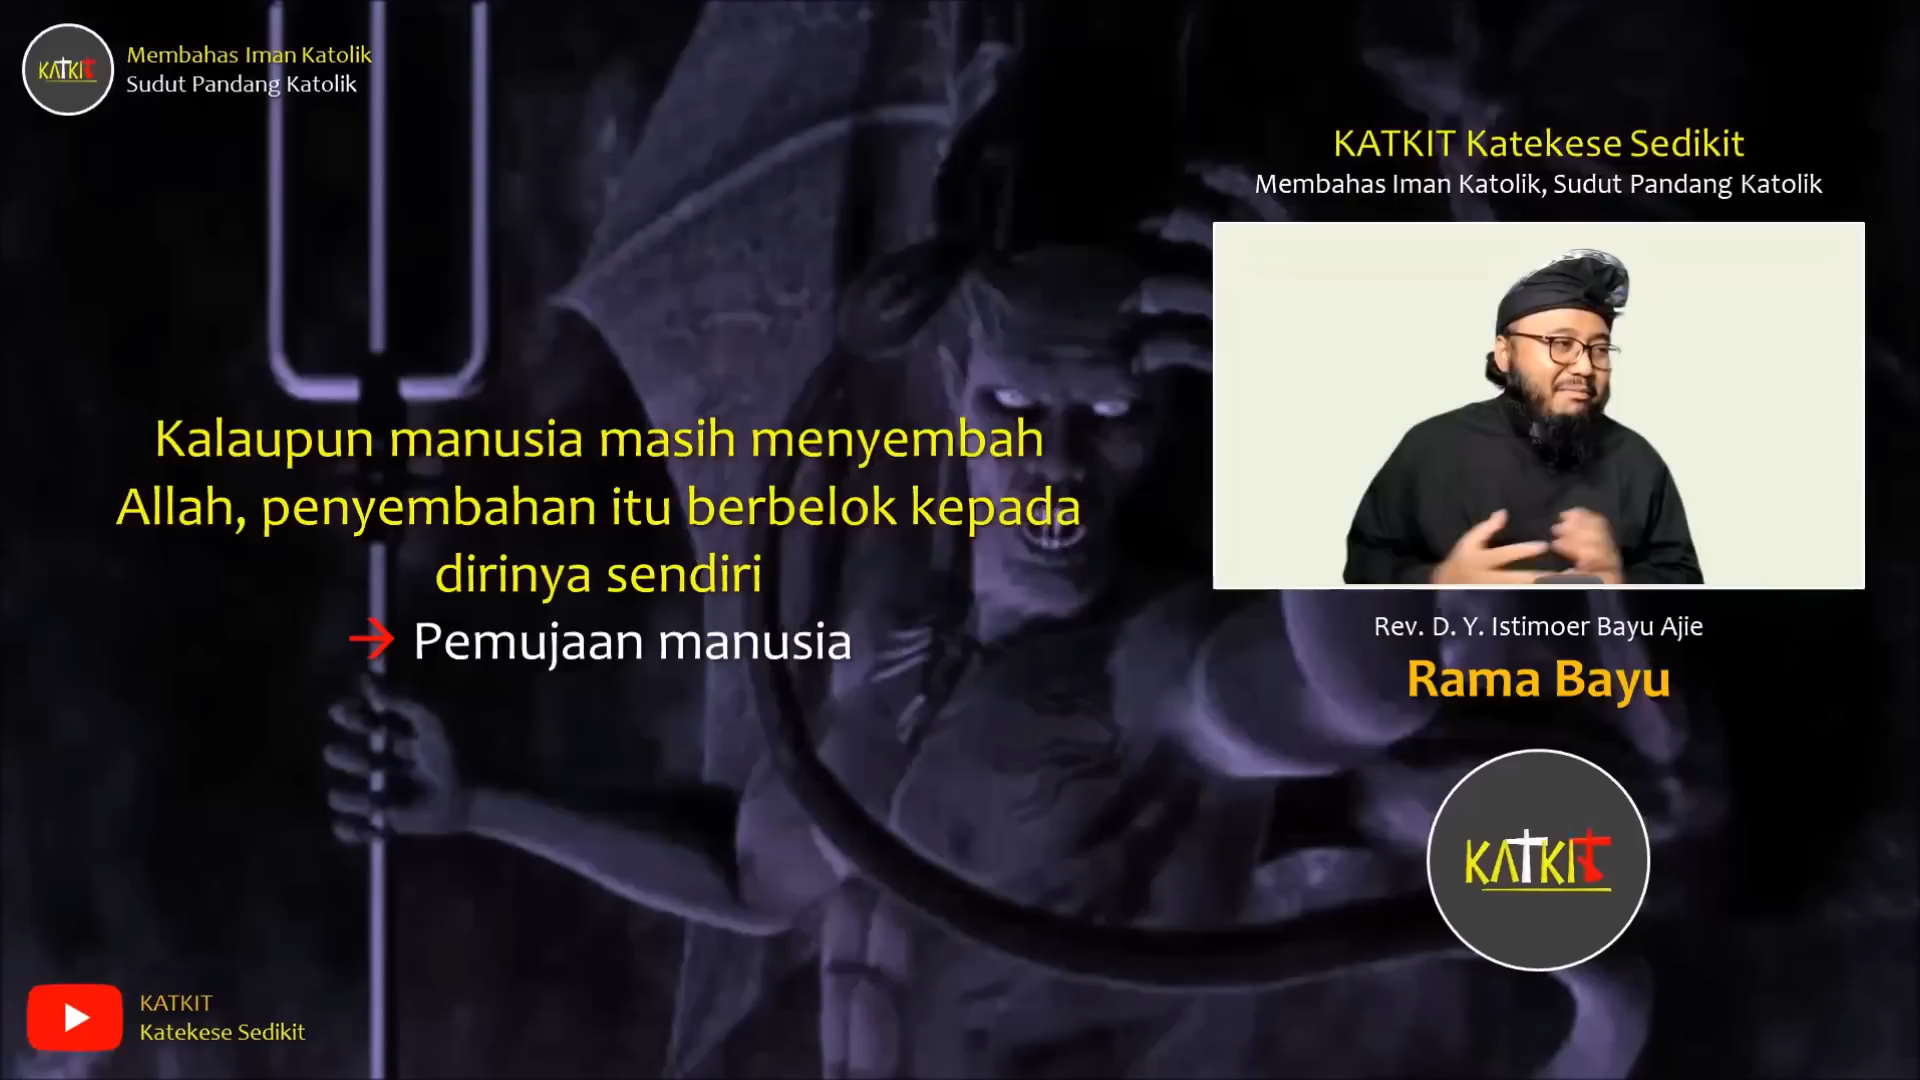 KATKIT
Membahas Iman Katolik
Sudut Pandang Katolik
KATKIT Katekese Sedikit
Membahas Iman Katolik, Sudut Pandang Katolik
Kalaupun manusia masih menyembah
Allah, penyembahan itu berbelok kepada
dirinya sendiri
→ Pemujaan manusia
Rev. D. Y. Istimoer Bayu Ajie
Rama Bayu
KATKIT
KATKIT
Katekese Sedikit